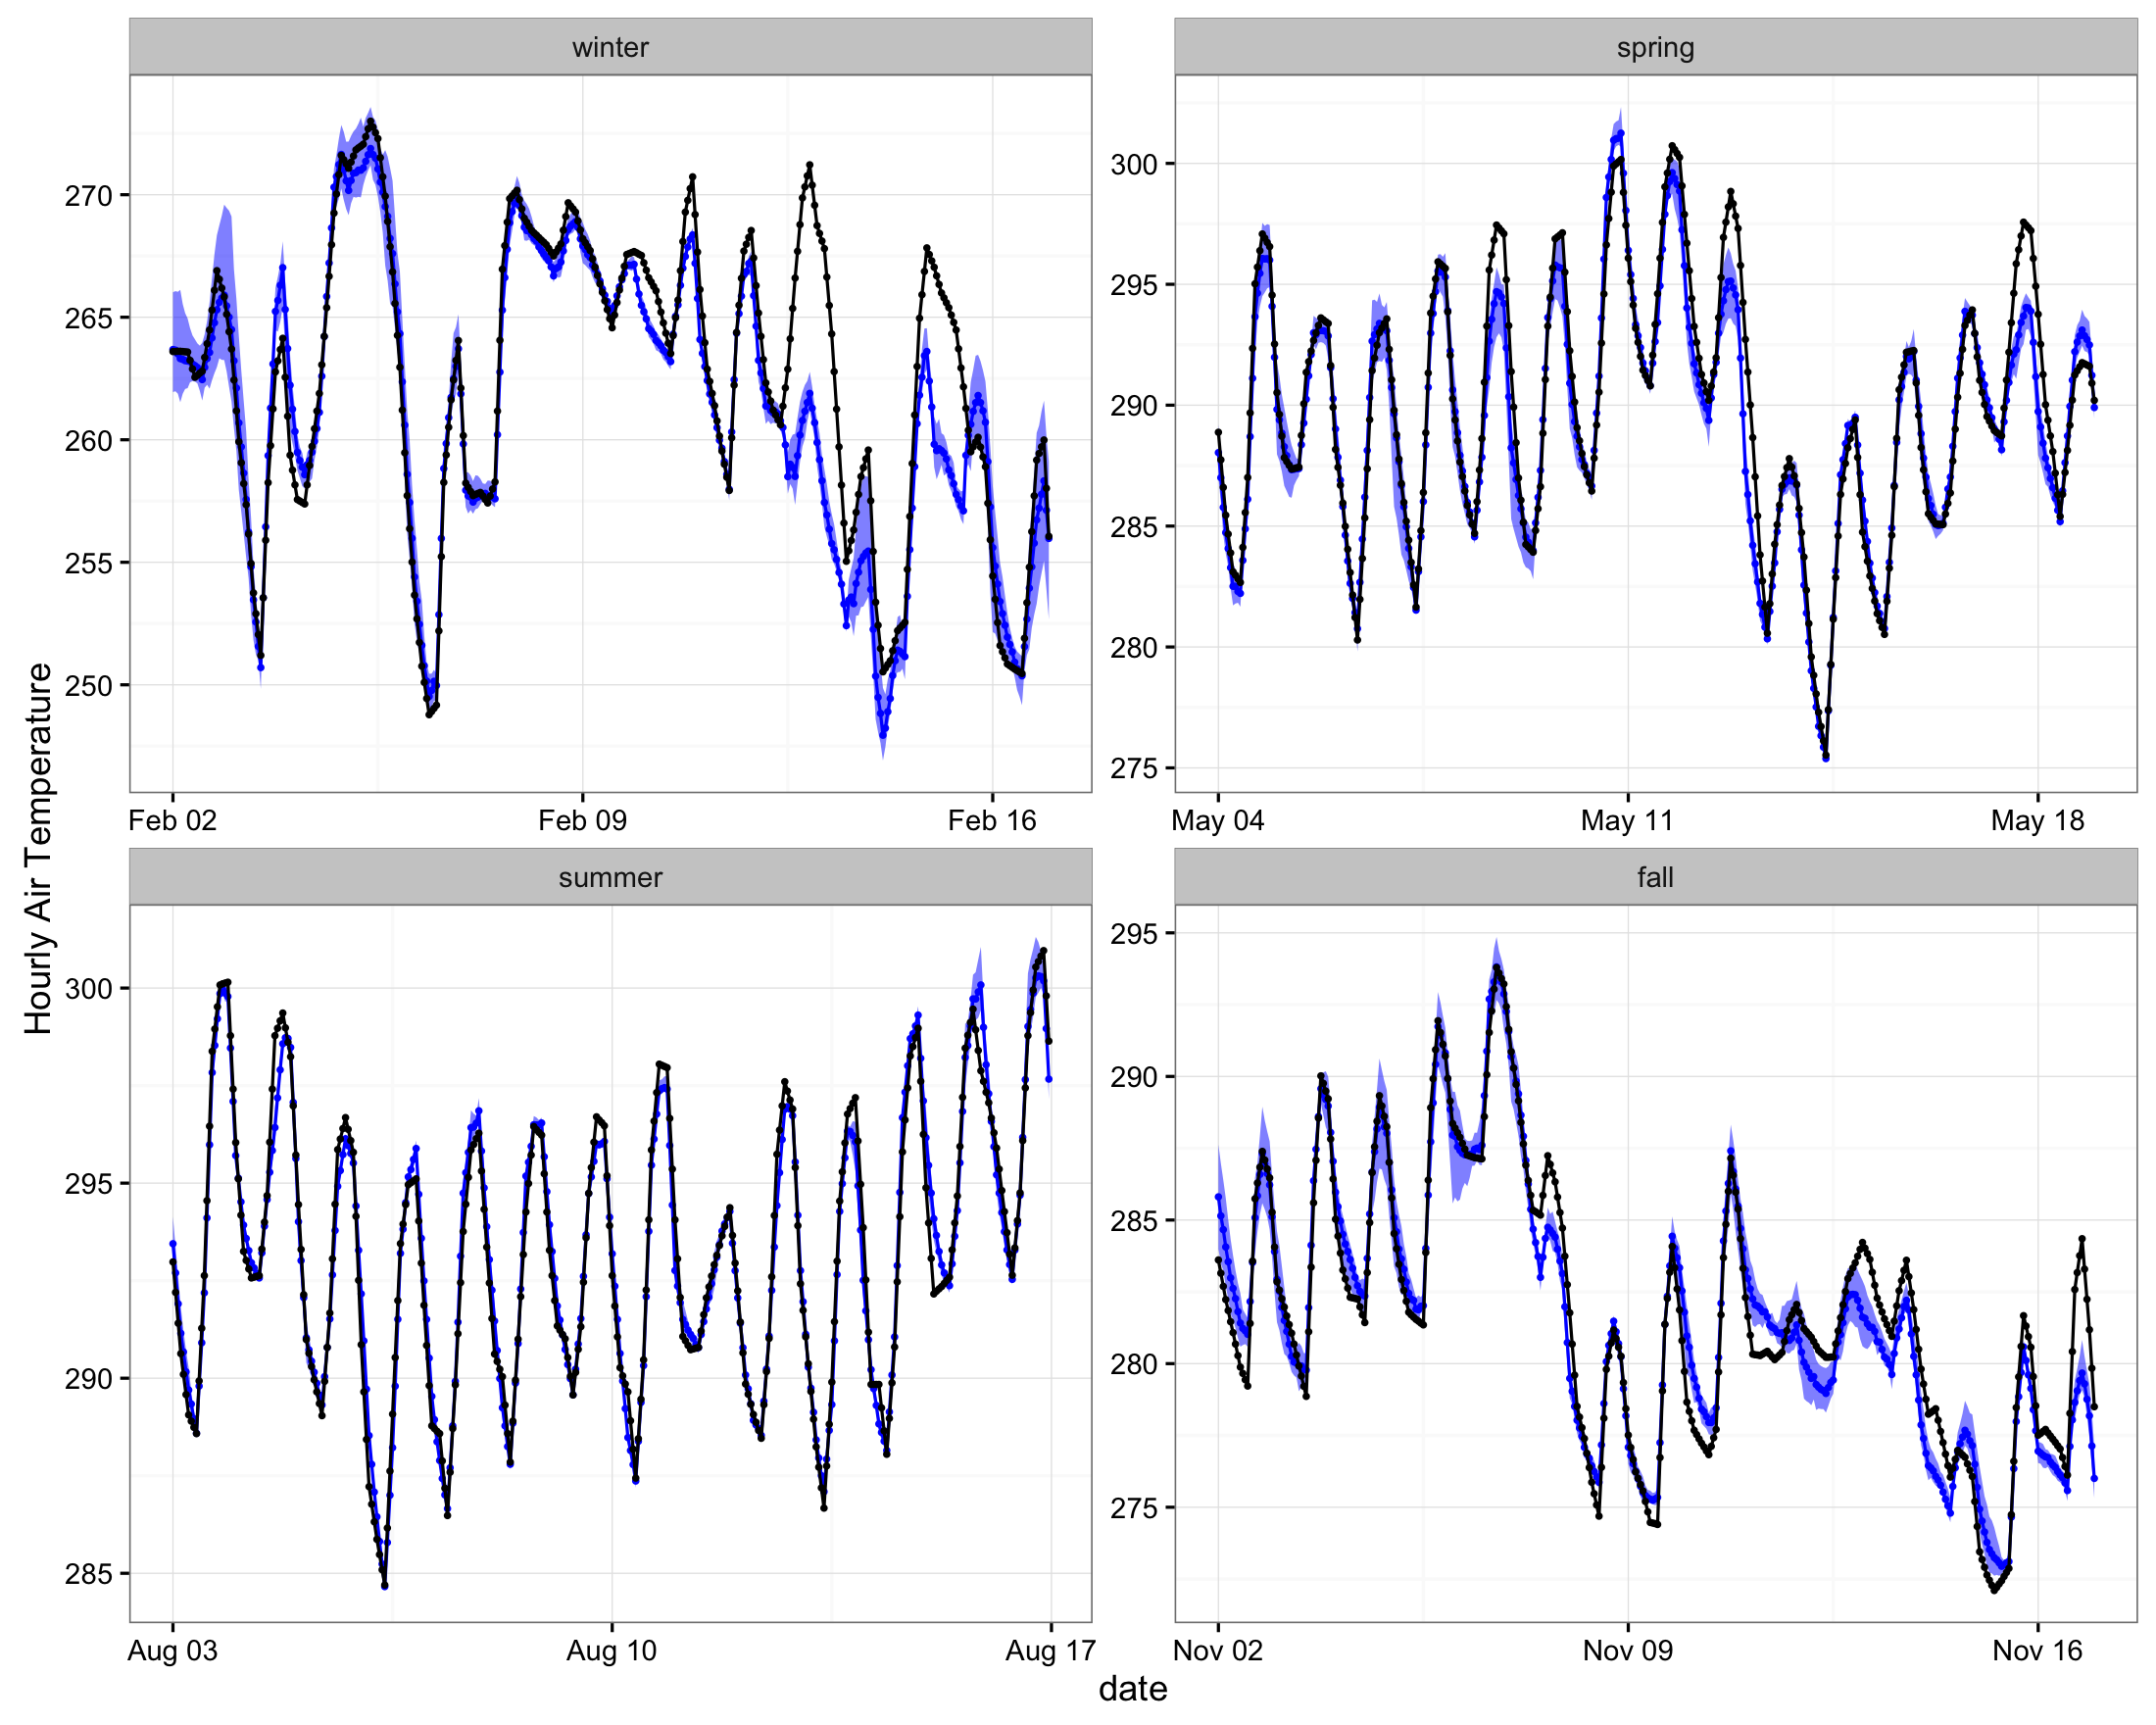 winter
spring
270
265
260
255
250
300
295
290
285
280
275
Feb 02
Feb 09
Feb 16
May 04
May 11
May 18
Hourly Air Temperature
summer
fall
300
295
290
285
295
290
285
280
275
Aug 03
Aug 10
Aug 17
Nov 02
Nov 09
Nov 16
date